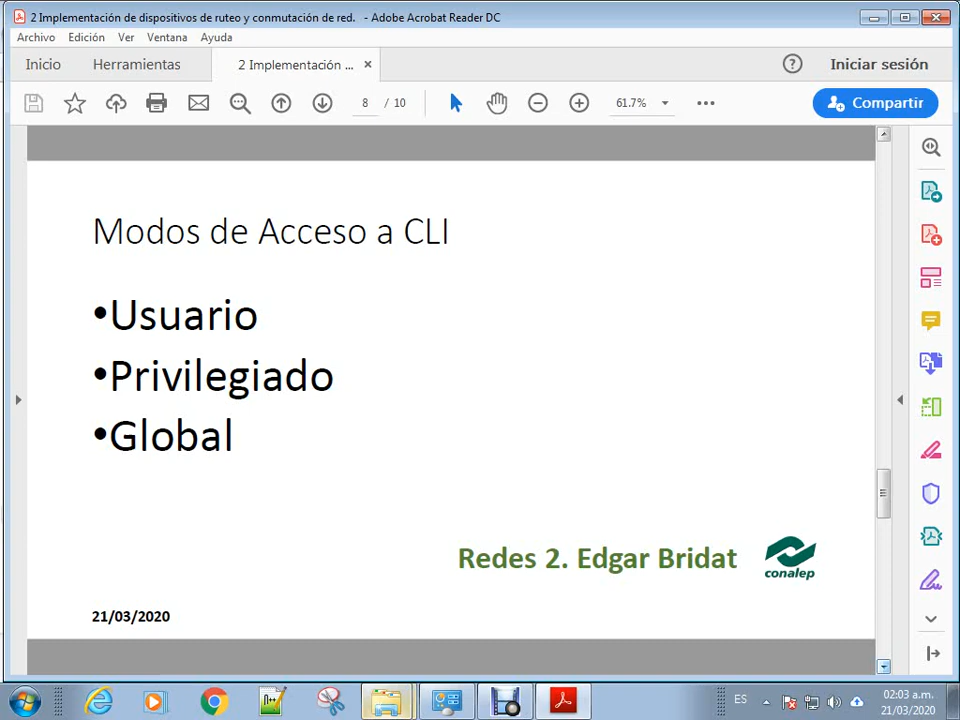 2 Implementación de dispositivos de ruteo y conmutación de red. - Adobe Acrobat Reader DC
Archivo Edición Ver Ventana Ayuda
Inicio Herramientas 2 Implementación ... × Iniciar sesión
8 / 10 61.7% Compartir
Modos de Acceso a CLI
•Usuario
•Privilegiado
•Global
Redes 2. Edgar Bridat
conalep
21/03/2020
ES
02:03 a.m.
21/03/2020